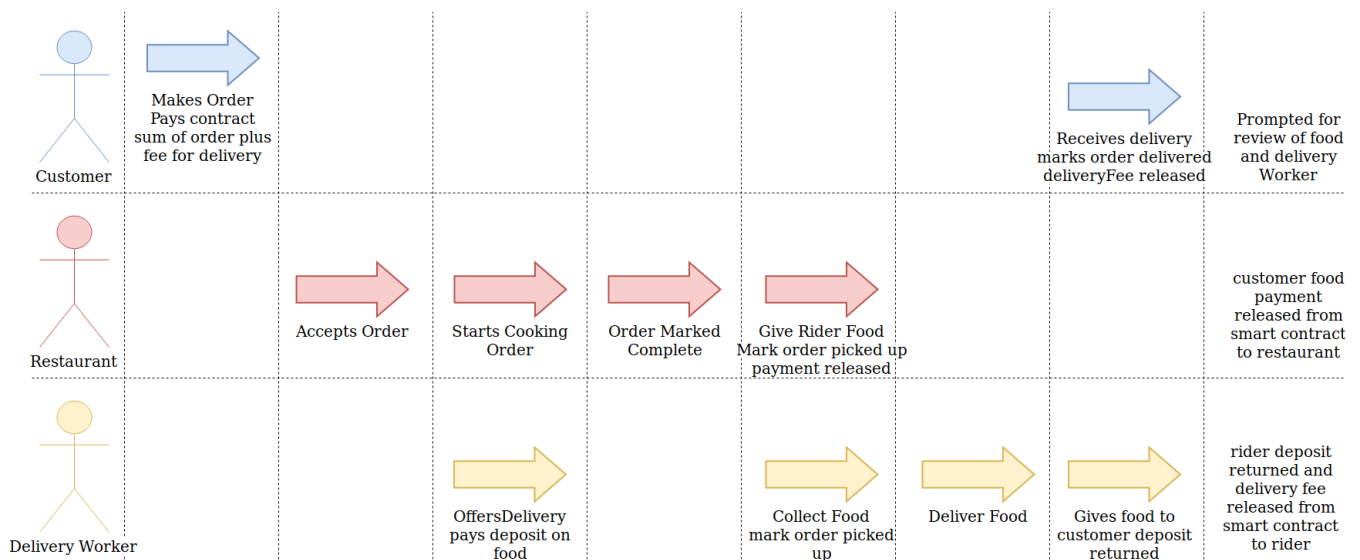 Makes Order
Pays contract
sum of order plus
fee for delivery
Receives delivery
marks order delivered
deliveryFee released
Prompted for
review of food
and delivery
Worker
Customer
Accepts Order
Starts Cooking
Order
Order Marked
Complete
Give Rider Food
Mark order picked up
payment released
customer food
payment
released from
smart contract
to restaurant
Restaurant
OffersDelivery
pays deposit on
food
Collect Food
mark order picked
up
Deliver Food
Gives food to
customer deposit
returned
rider deposit
returned and
delivery fee
released from
smart contract
to rider
Delivery Worker